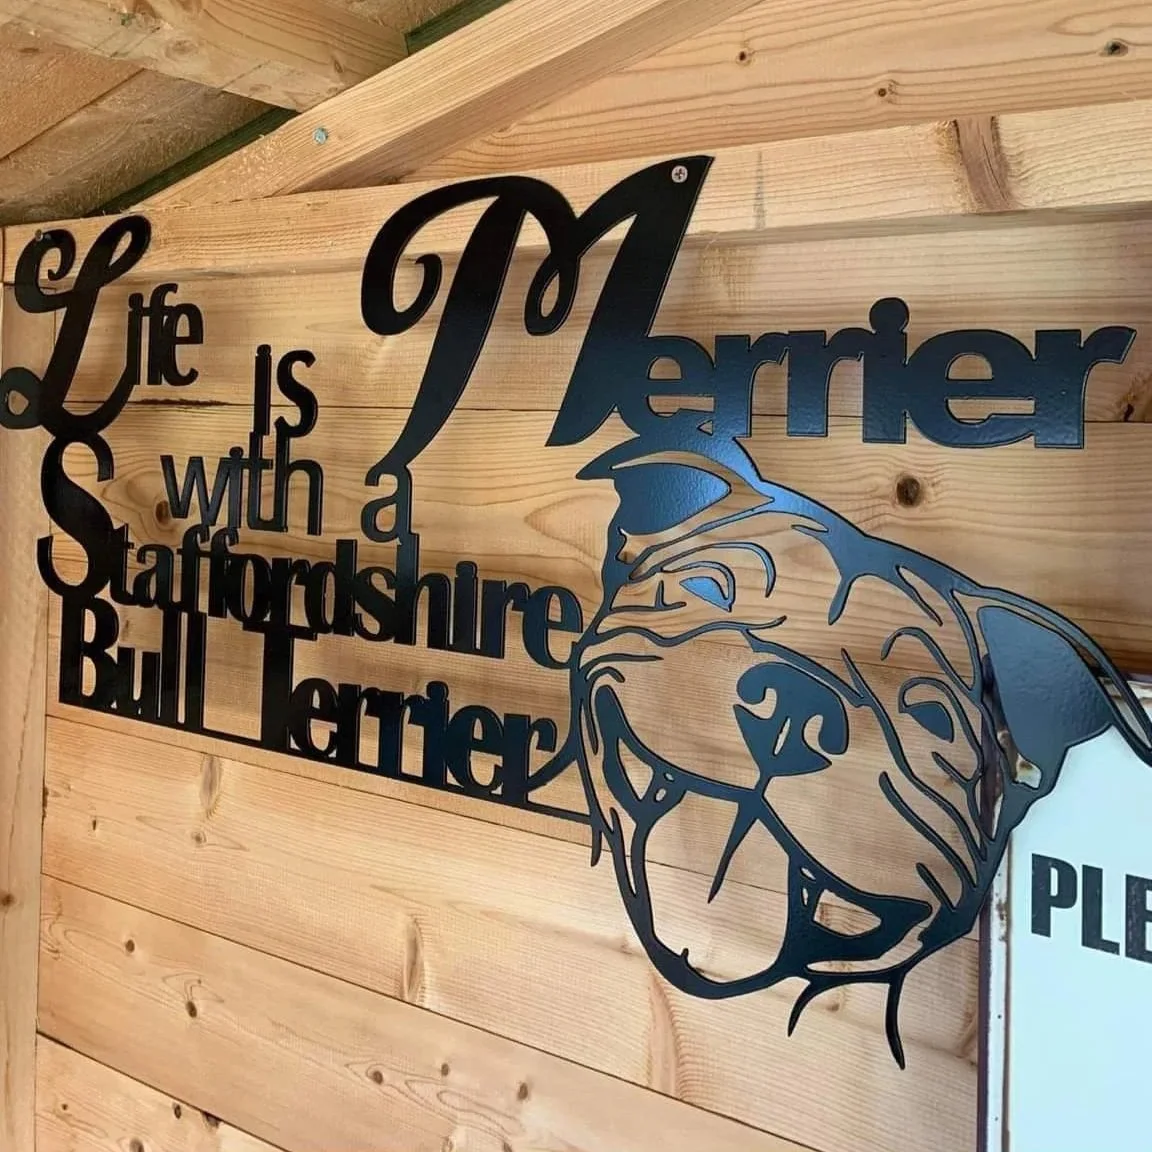 Life is Merrier
with a
Staffordshire
Bull Terrier
PLE